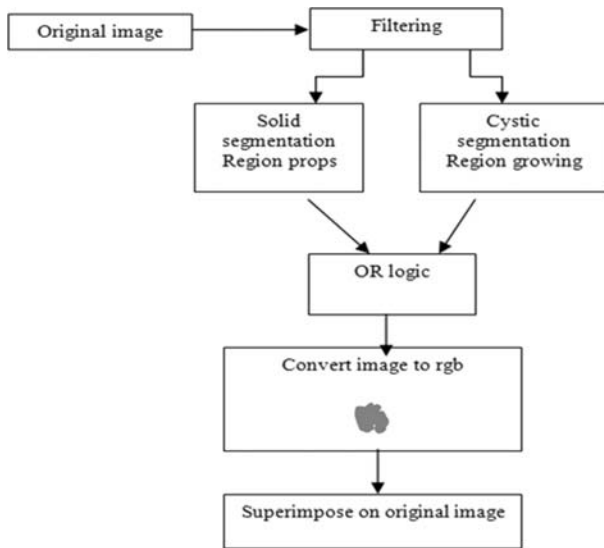 Original image
Filtering
Solid
segmentation
Region props
Cystic
segmentation
Region growing
OR logic
Convert image to rgb
Superimpose on original image